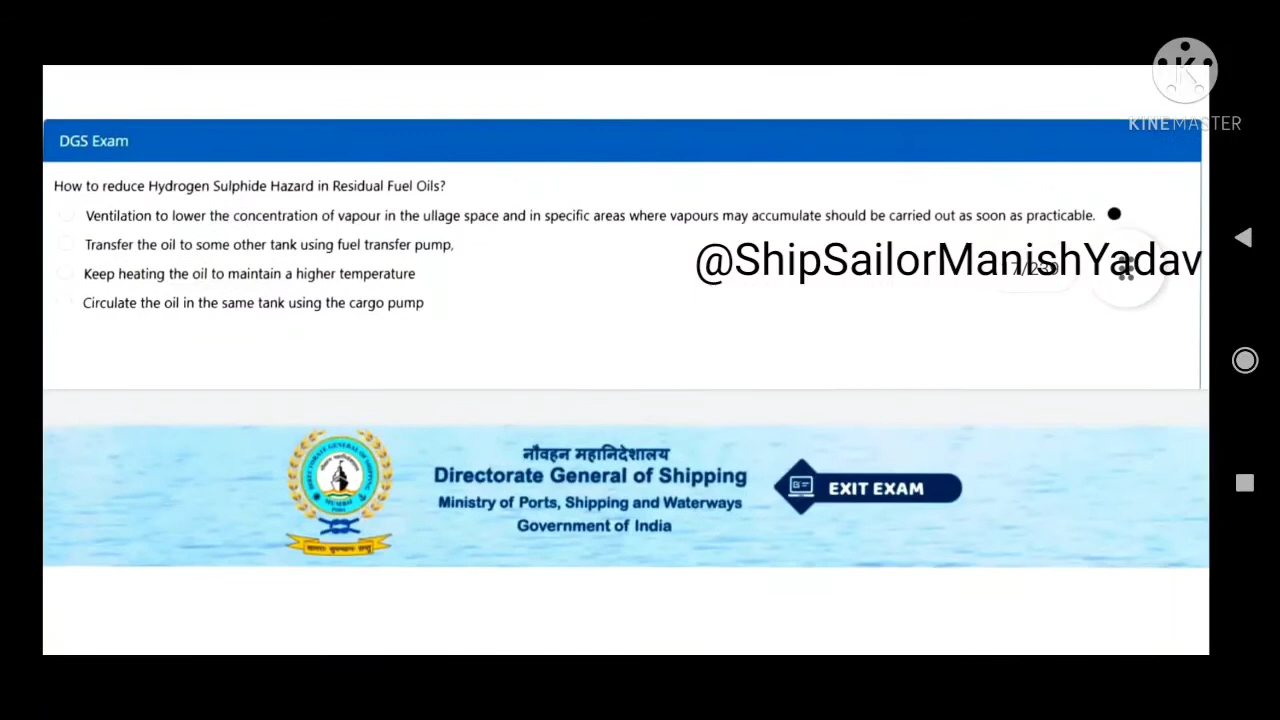 KINEMASTER
DGS Exam
How to reduce Hydrogen Sulphide Hazard in Residual Fuel Oils?
Ventilation to lower the concentration of vapour in the ullage space and in specific areas where vapours may accumulate should be carried out as soon as practicable.
Transfer the oil to some other tank using fuel transfer pump,
@ShipSailorManishYadav
Keep heating the oil to maintain a higher temperature
Circulate the oil in the same tank using the cargo pump
नौवहन महानिदेशालय
Directorate General of Shipping
Ministry of Ports, Shipping and Waterways
Government of India
EXIT EXAM